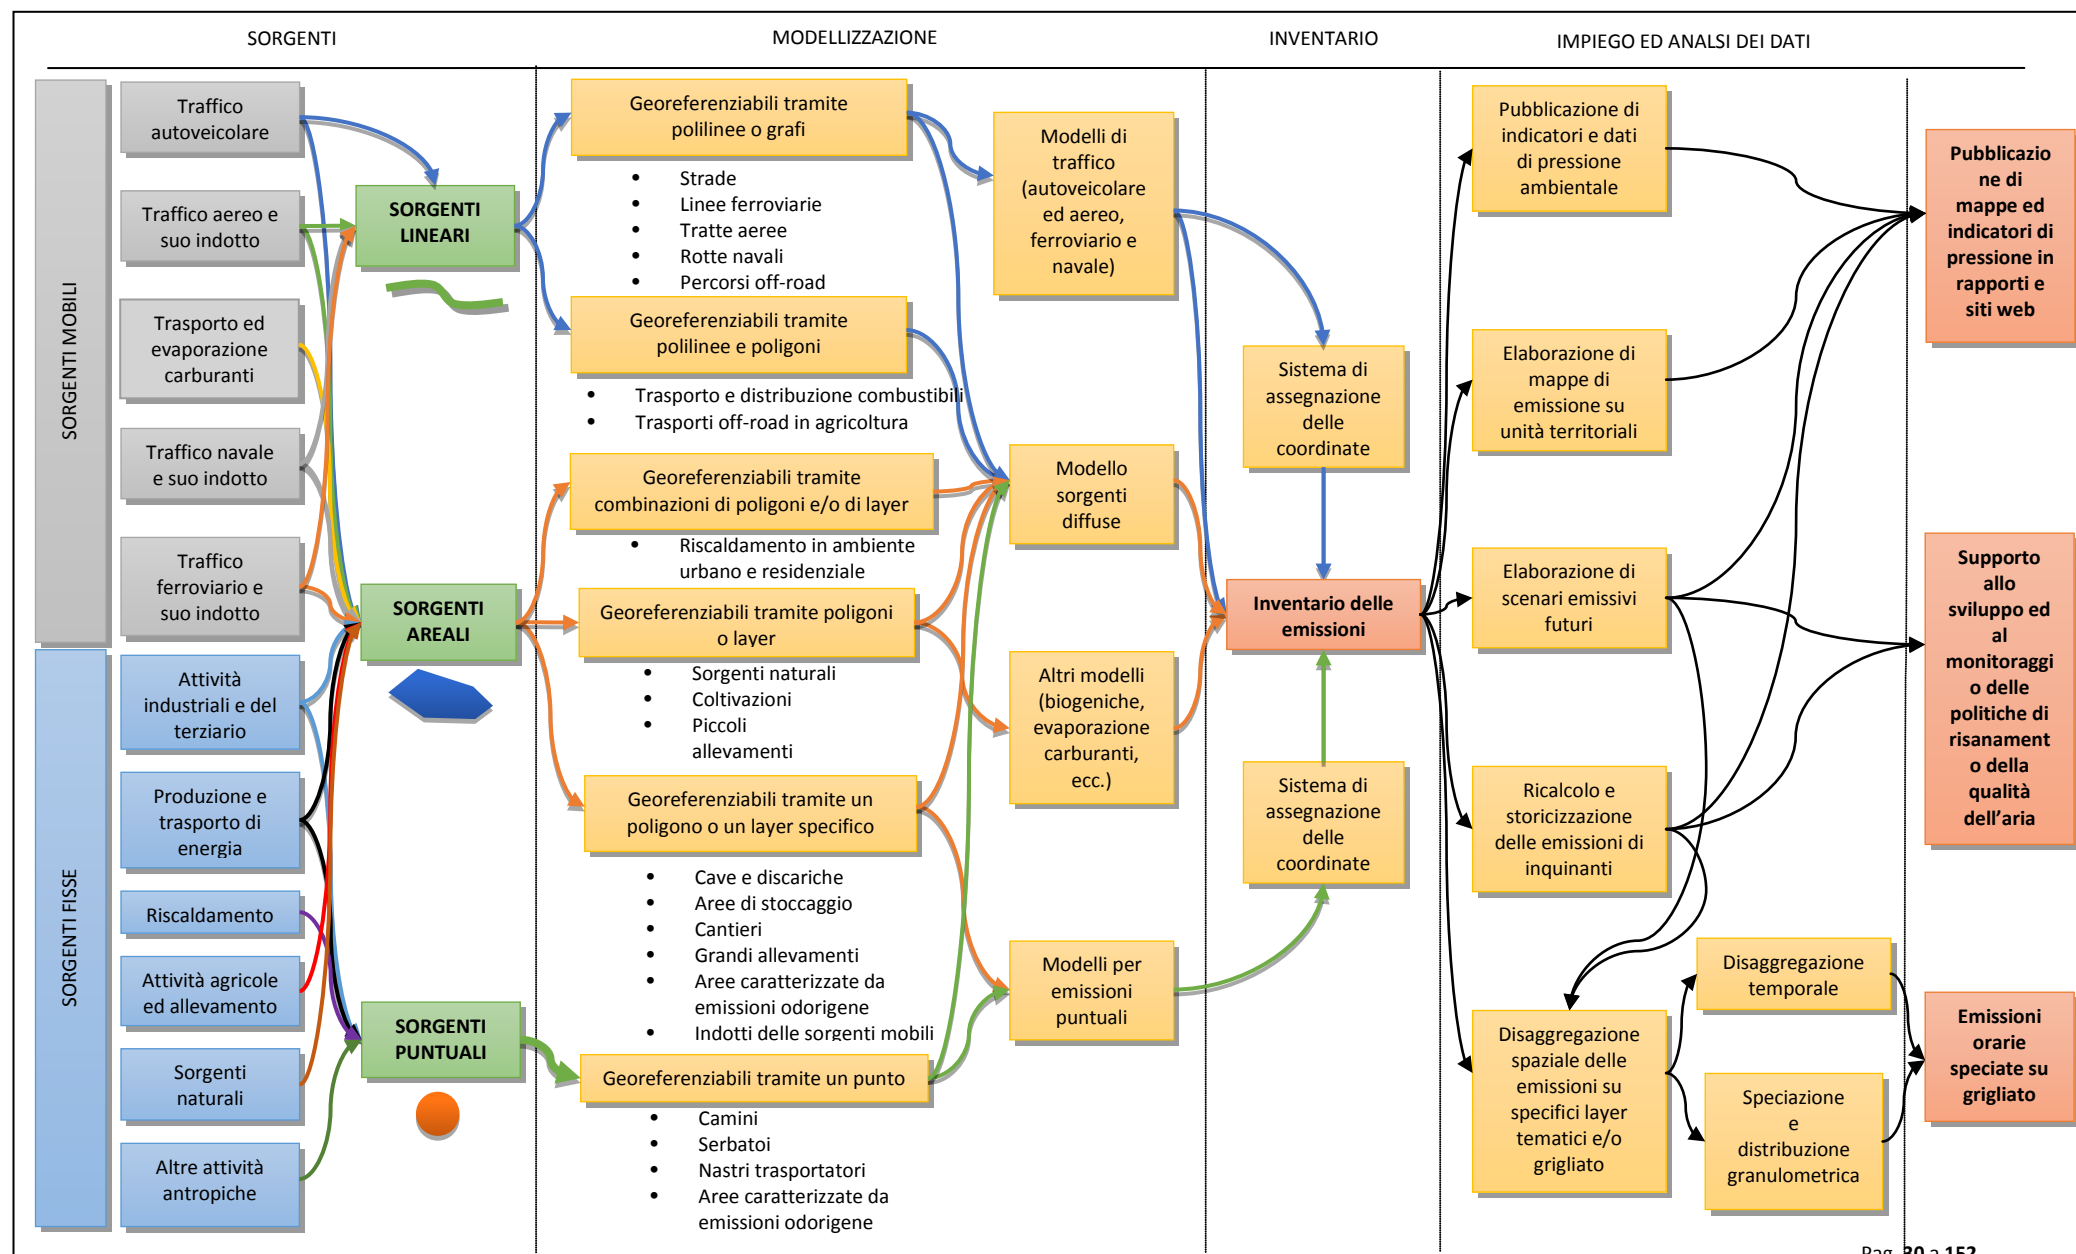 SORGENTI
MODELLIZZAZIONE
INVENTARIO
IMPIEGO ED ANALSI DEI DATI
SORGENTI MOBILI
Traffico
autoveicolare
Traffico aereo e
suo indotto
Trasporto ed
evaporazione
carburanti
Traffico navale
e suo indotto
Traffico
ferroviario e
suo indotto
SORGENTI FISSE
Attività
industriali e del
terziario
Produzione e
trasporto di
energia
Riscaldamento
Attività agricole
ed allevamento
Sorgenti
naturali
Altre attività
antropiche
SORGENTI
LINEARI
SORGENTI
AREALI
SORGENTI
PUNTUALI
Georeferenziabili tramite
polilinee o grafi
• Strade
• Linee ferroviarie
• Tratte aeree
• Rotte navali
• Percorsi off-road
Georeferenziabili tramite
polilinee e poligoni
• Trasporto e distribuzione combustibili
• Trasporti off-road in agricoltura
Georeferenziabili tramite
combinazioni di poligoni e/o di layer
• Riscaldamento in ambiente
urbano e residenziale
Georeferenziabili tramite poligoni
o layer
• Sorgenti naturali
• Coltivazioni
• Piccoli
allevamenti
Georeferenziabili tramite un
poligono o un layer specifico
• Cave e discariche
• Aree di stoccaggio
• Cantieri
• Grandi allevamenti
• Aree caratterizzate da
emissioni odorigene
• Indotti delle sorgenti mobili
Georeferenziabili tramite un punto
• Camini
• Serbatoi
• Nastri trasportatori
• Aree caratterizzate da
emissioni odorigene
Modelli di
traffico
(autoveicolare
ed aereo,
ferroviario e
navale)
Modello
sorgenti
diffuse
Altri modelli
(biogeniche,
evaporazione
carburanti,
ecc.)
Modelli per
emissioni
puntuali
Sistema di
assegnazione
delle
coordinate
Inventario delle
emissioni
Sistema di
assegnazione
delle
coordinate
Pubblicazione di
indicatori e dati
di pressione
ambientale
Elaborazione di
mappe di
emissione su
unità territoriali
Elaborazione di
scenari emissivi
futuri
Ricalcolo e
storicizzazione
delle emissioni di
inquinanti
Disaggregazione
spaziale delle
emissioni su
specifici layer
tematici e/o
grigliato
Disaggregazione
temporale
Speciazione
e
distribuzione
granulometrica
Pubblicazio
ne di
mappe ed
indicatori di
pressione in
rapporti e
siti web
Supporto
allo
sviluppo ed
al
monitoraggi
o delle
politiche di
risanament
o della
qualità
dell’aria
Emissioni
orarie
speciate su
grigliato
Pag. 30 a 152